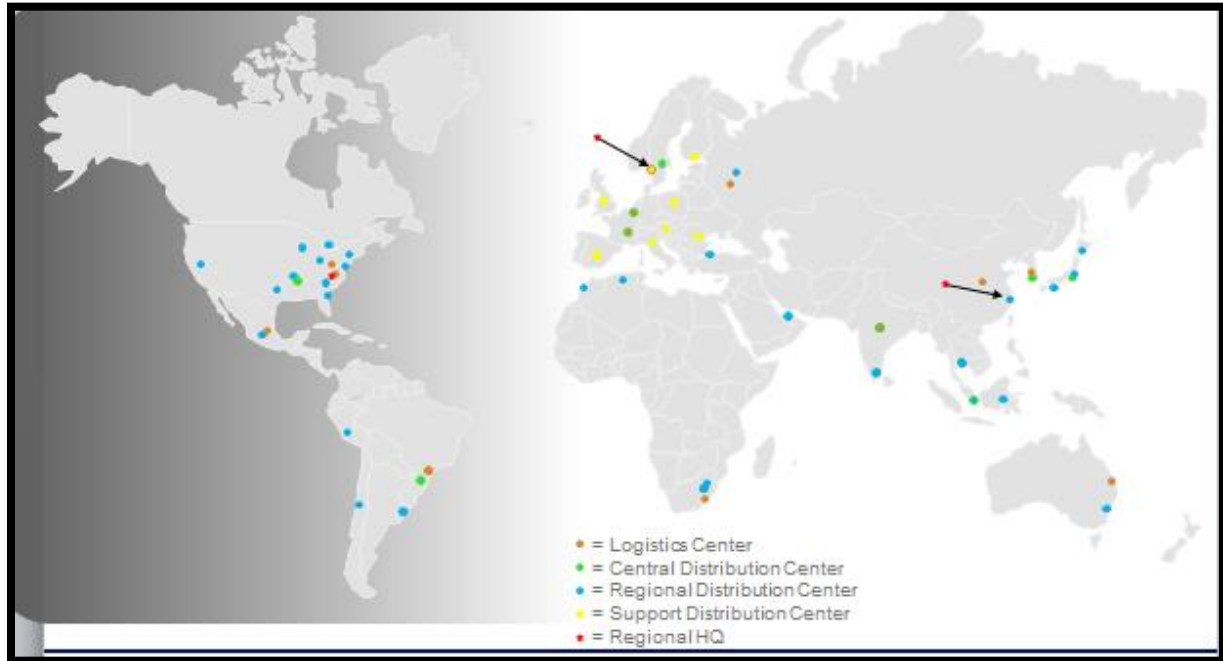 = Logistics Center
= Central Distribution Center
= Regional Distribution Center
= Support Distribution Center
= Regional HQ